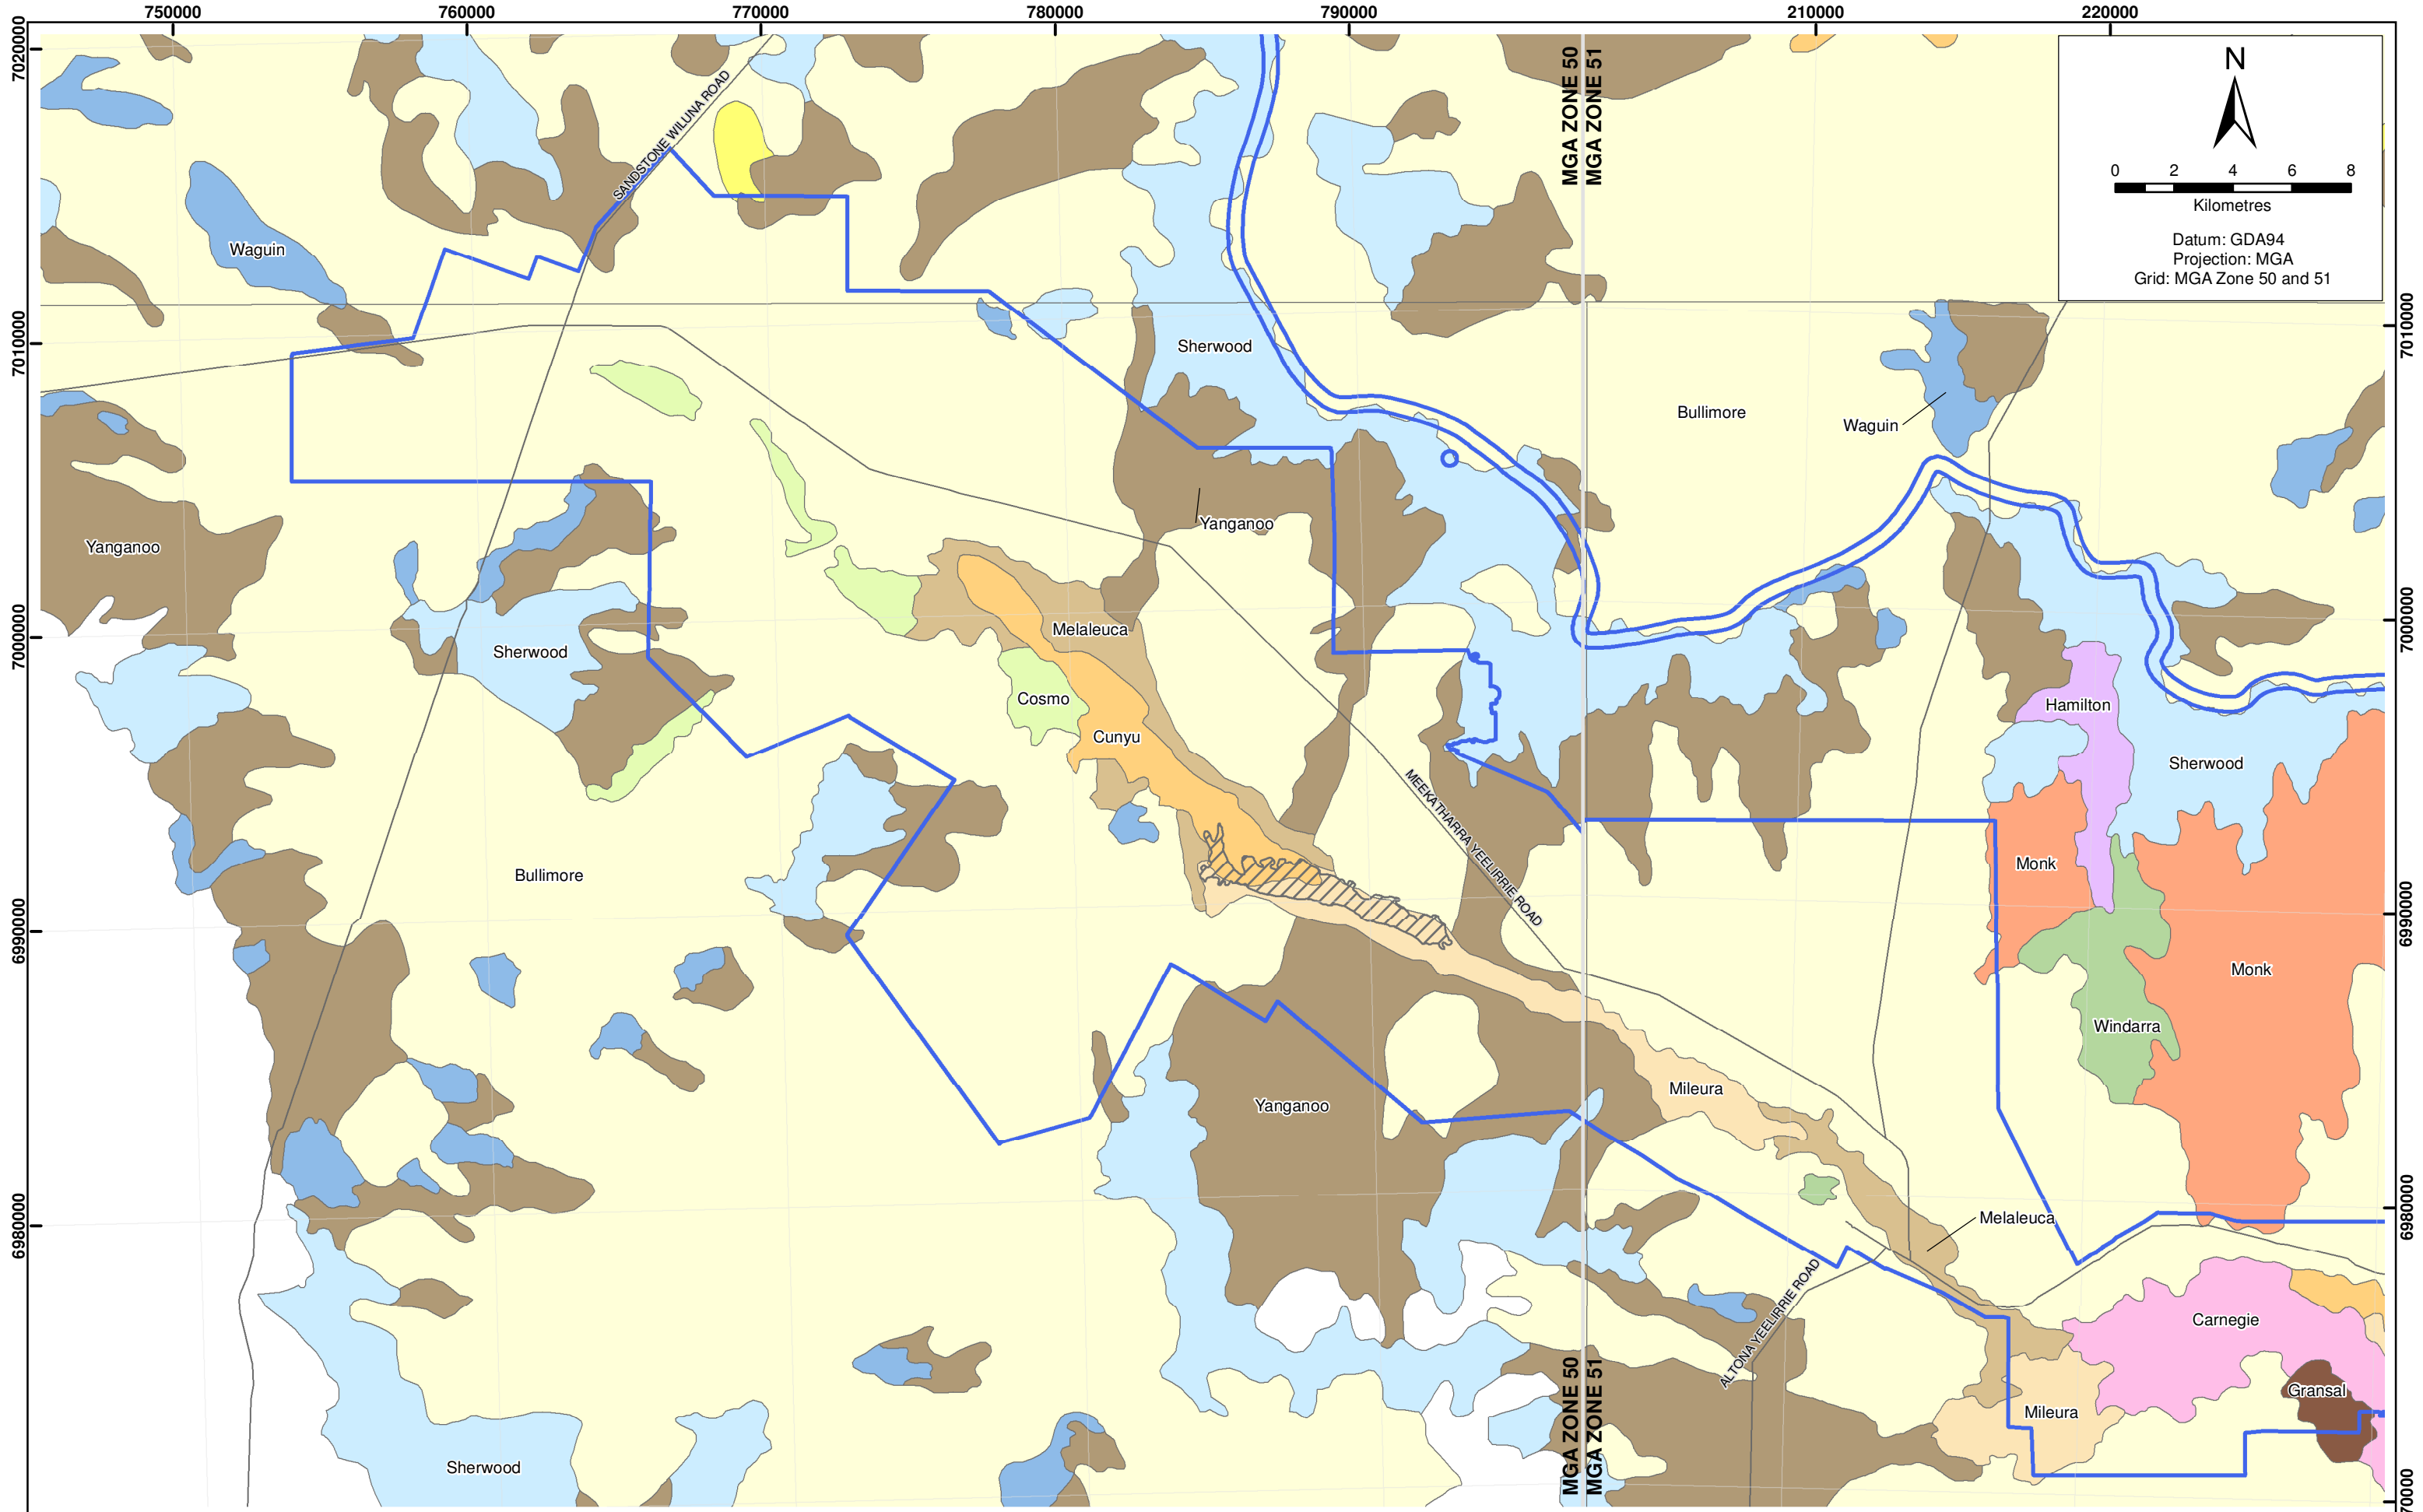 750000 760000 770000 780000 790000 210000 220000
7020000
MGA ZONE 50
MGA ZONE 51
N
0 2 4 6 8
Kilometres
Datum: GDA94
Projection: MGA
Grid: MGA Zone 50 and 51
SANDSTONE WILUNA ROAD
Waguin
7010000
7010000
Sherwood
Bullimore
Waguin
Yanganoo
Yanganoo
7000000
7000000
Melaleuca
Sherwood
Cosmo
Hamilton
Cunyu
Sherwood
MEEKATHARRA YEELIRRIE ROAD
Monk
Bullimore
6990000
6990000
Monk
Windarra
Mileura
Yanganoo
6980000
6980000
Melaleuca
ALTONA YEELIRRIE ROAD
Carnegie
Gransal
Mileura
MGA ZONE 50
MGA ZONE 51
Sherwood